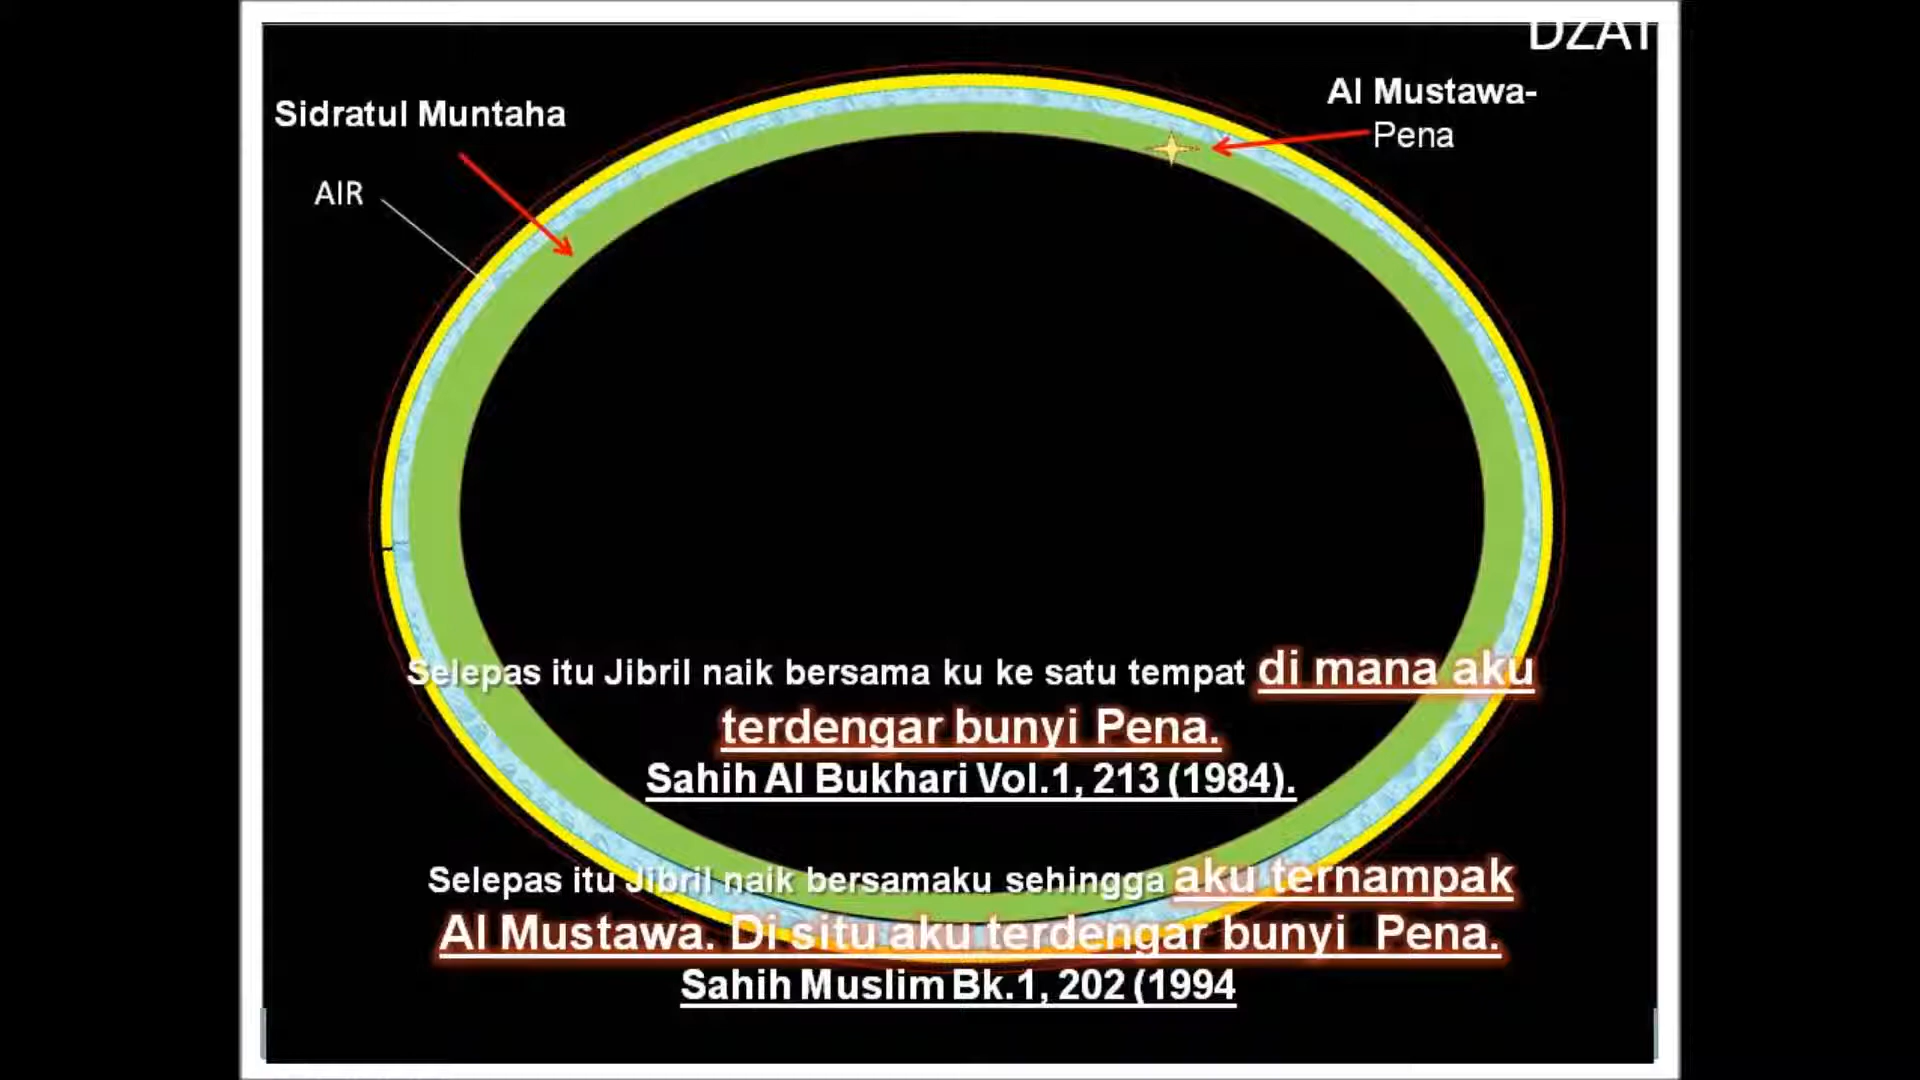 DZAT
Sidratul Muntaha
Al Mustawa-
Pena
AIR
Selepas itu Jibril naik bersama ku ke satu tempat di mana aku
terdengar bunyi Pena.
Sahih Al Bukhari Vol.1, 213 (1984).
Selepas itu Jibril naik bersamaku sehingga aku ternampak
Al Mustawa. Di situ aku terdengar bunyi Pena.
Sahih Muslim Bk.1, 202 (1994